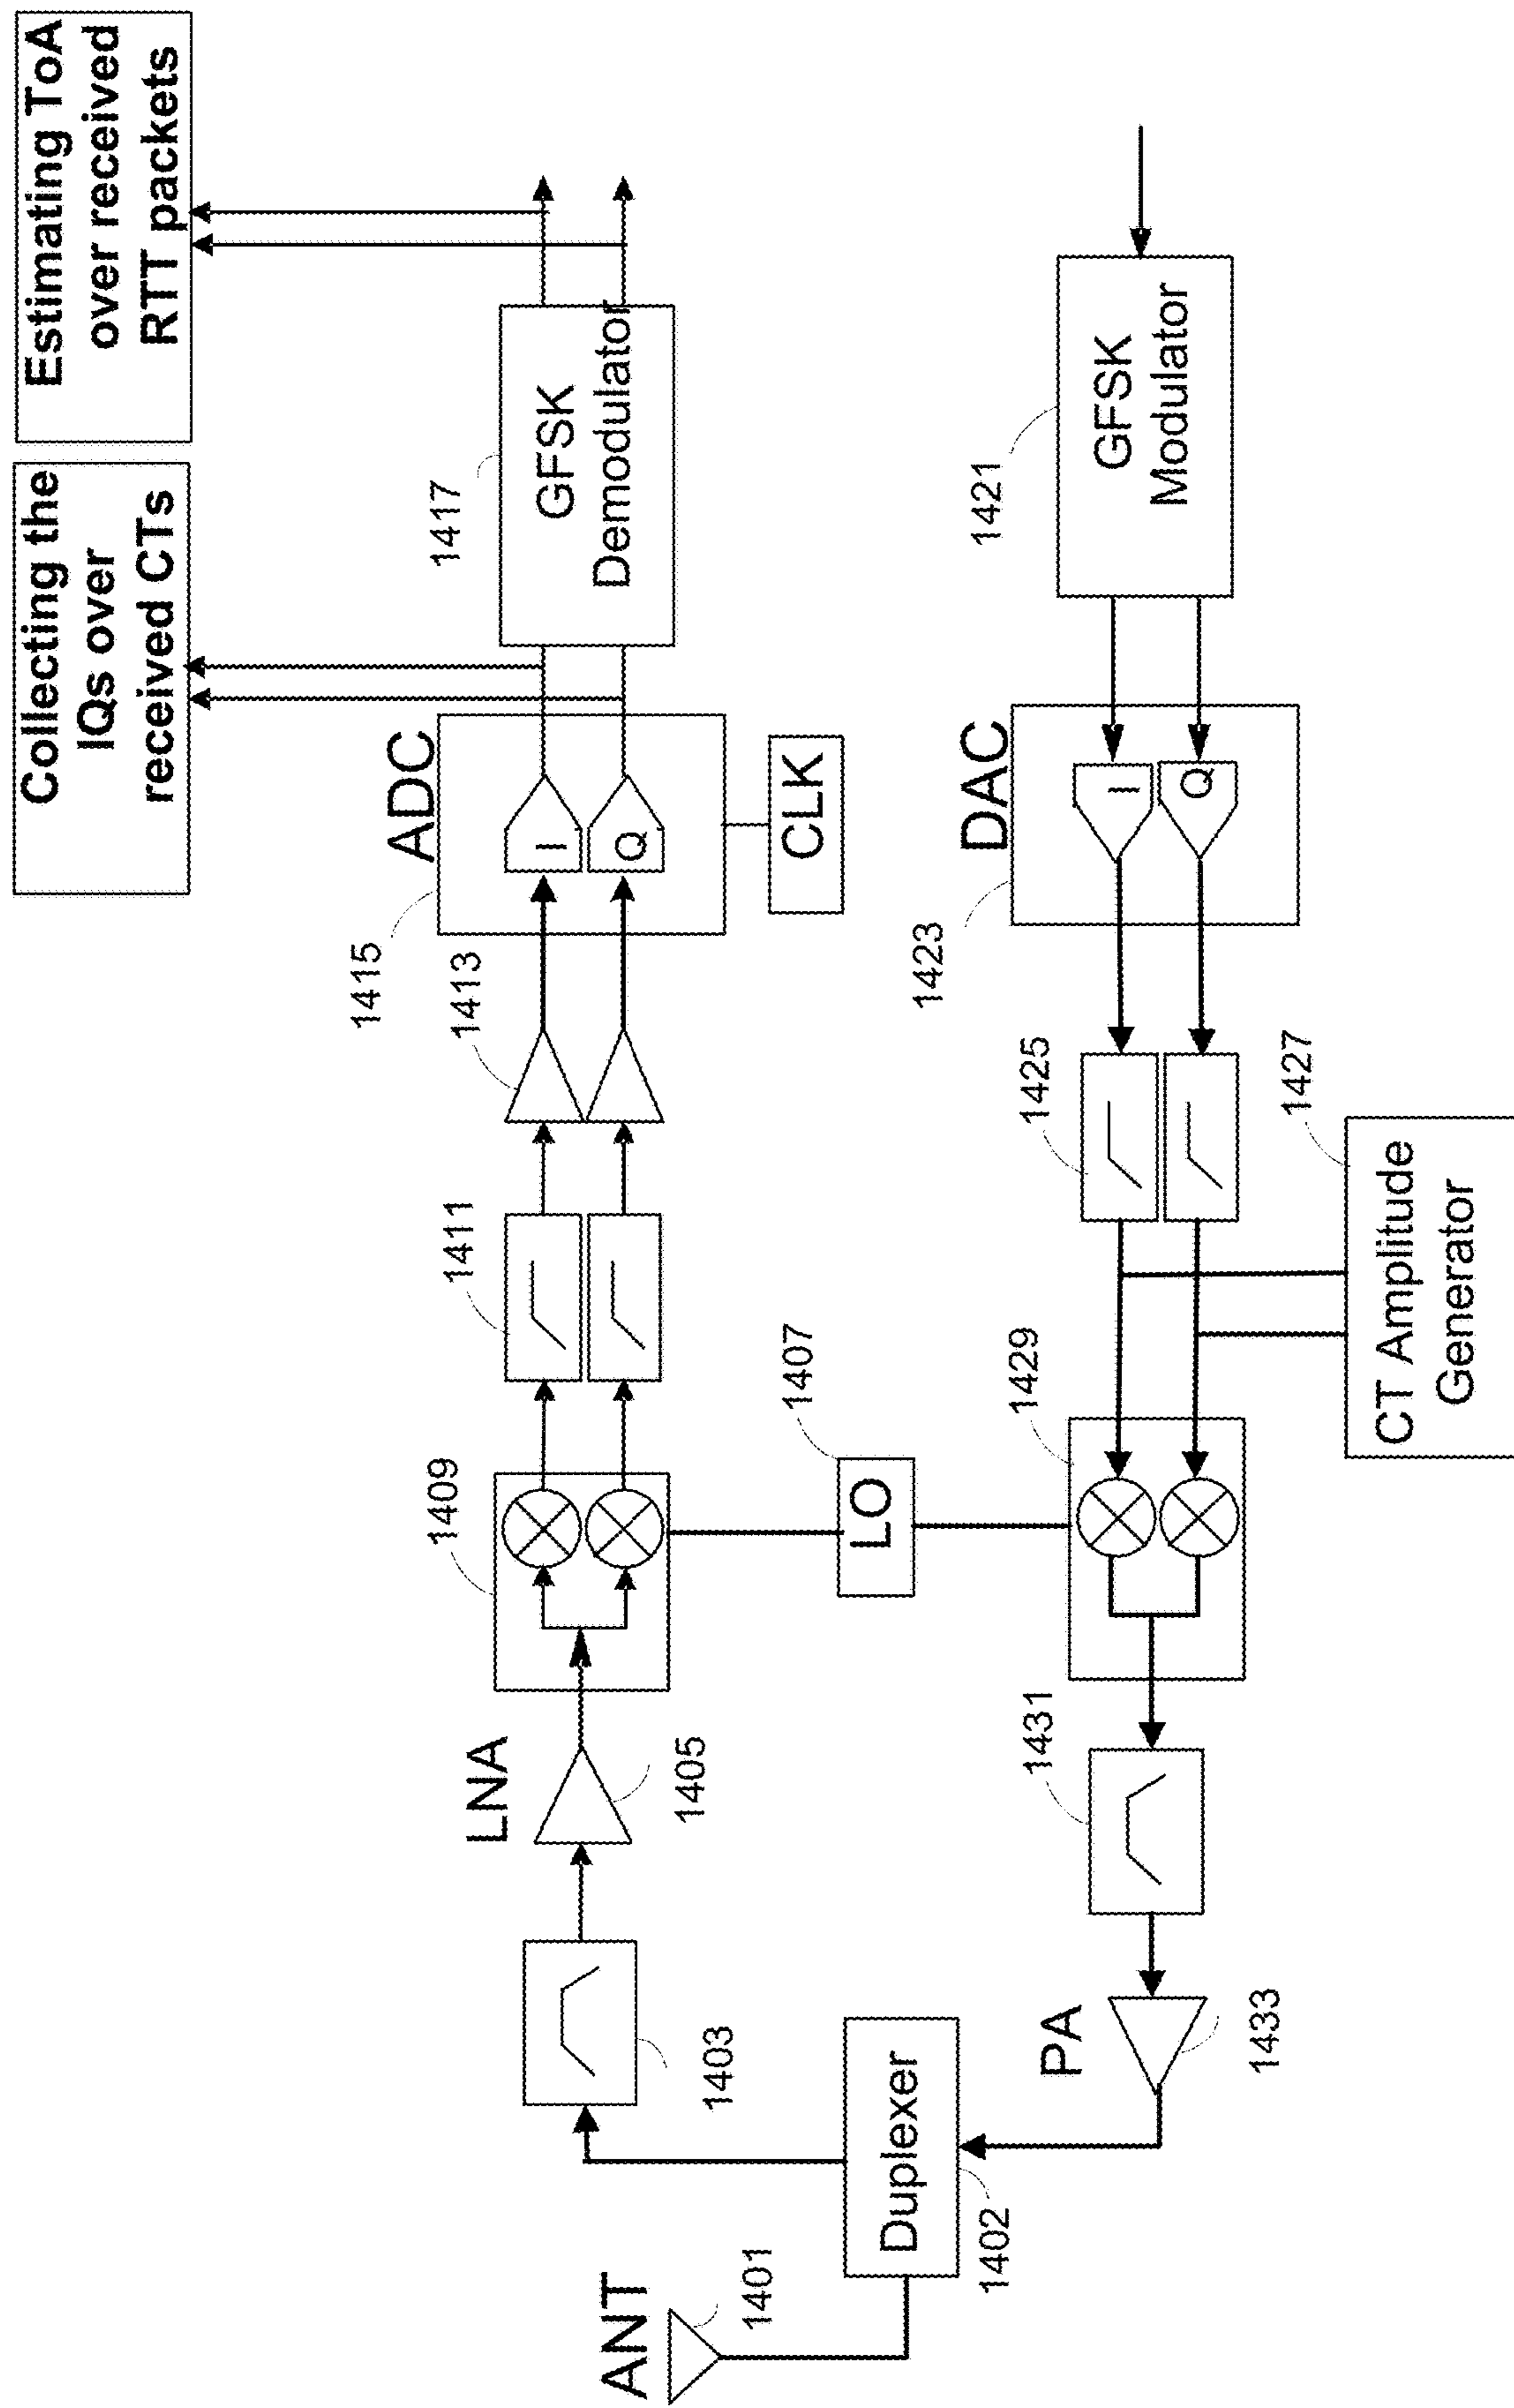 Collecting the
IQs over
received CTs
Estimating ToA
over received
RTT packets
ADC
1417
GFSK
Demodulator
I
Q
1415
1413
1411
1409
LNA
1405
1403
CLK
ANT
1401
Duplexer
1402
LO
1407
1421
GFSK
Modulator
DAC
I
Q
1423
1425
1427
1429
1431
PA
1433
CT Amplitude
Generator